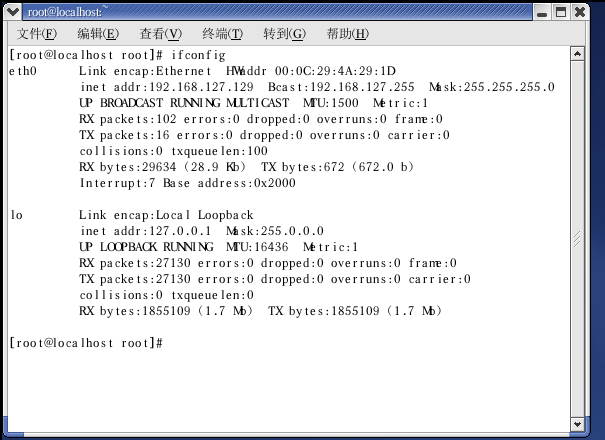 root@localhost:~
文件(F) 编辑(E) 查看(V) 终端(T) 转到(G) 帮助(H)
[root@localhost root]# ifconfig
eth0 Link encap:Ethernet HWaddr 00:0C:29:4A:29:1D
inet addr:192.168.127.129 Bcast:192.168.127.255 Mask:255.255.255.0
UP BROADCAST RUNNING MULTICAST MTU:1500 Metric:1
RX packets:102 errors:0 dropped:0 overruns:0 frame:0
TX packets:16 errors:0 dropped:0 overruns:0 carrier:0
collisions:0 txqueuelen:100
RX bytes:29634 (28.9 Kb) TX bytes:672 (672.0 b)
Interrupt:7 Base address:0x2000
lo Link encap:Local Loopback
inet addr:127.0.0.1 Mask:255.0.0.0
UP LOOPBACK RUNNING MTU:16436 Metric:1
RX packets:27130 errors:0 dropped:0 overruns:0 frame:0
TX packets:27130 errors:0 dropped:0 overruns:0 carrier:0
collisions:0 txqueuelen:0
RX bytes:1855109 (1.7 Mb) TX bytes:1855109 (1.7 Mb)
[root@localhost root]#